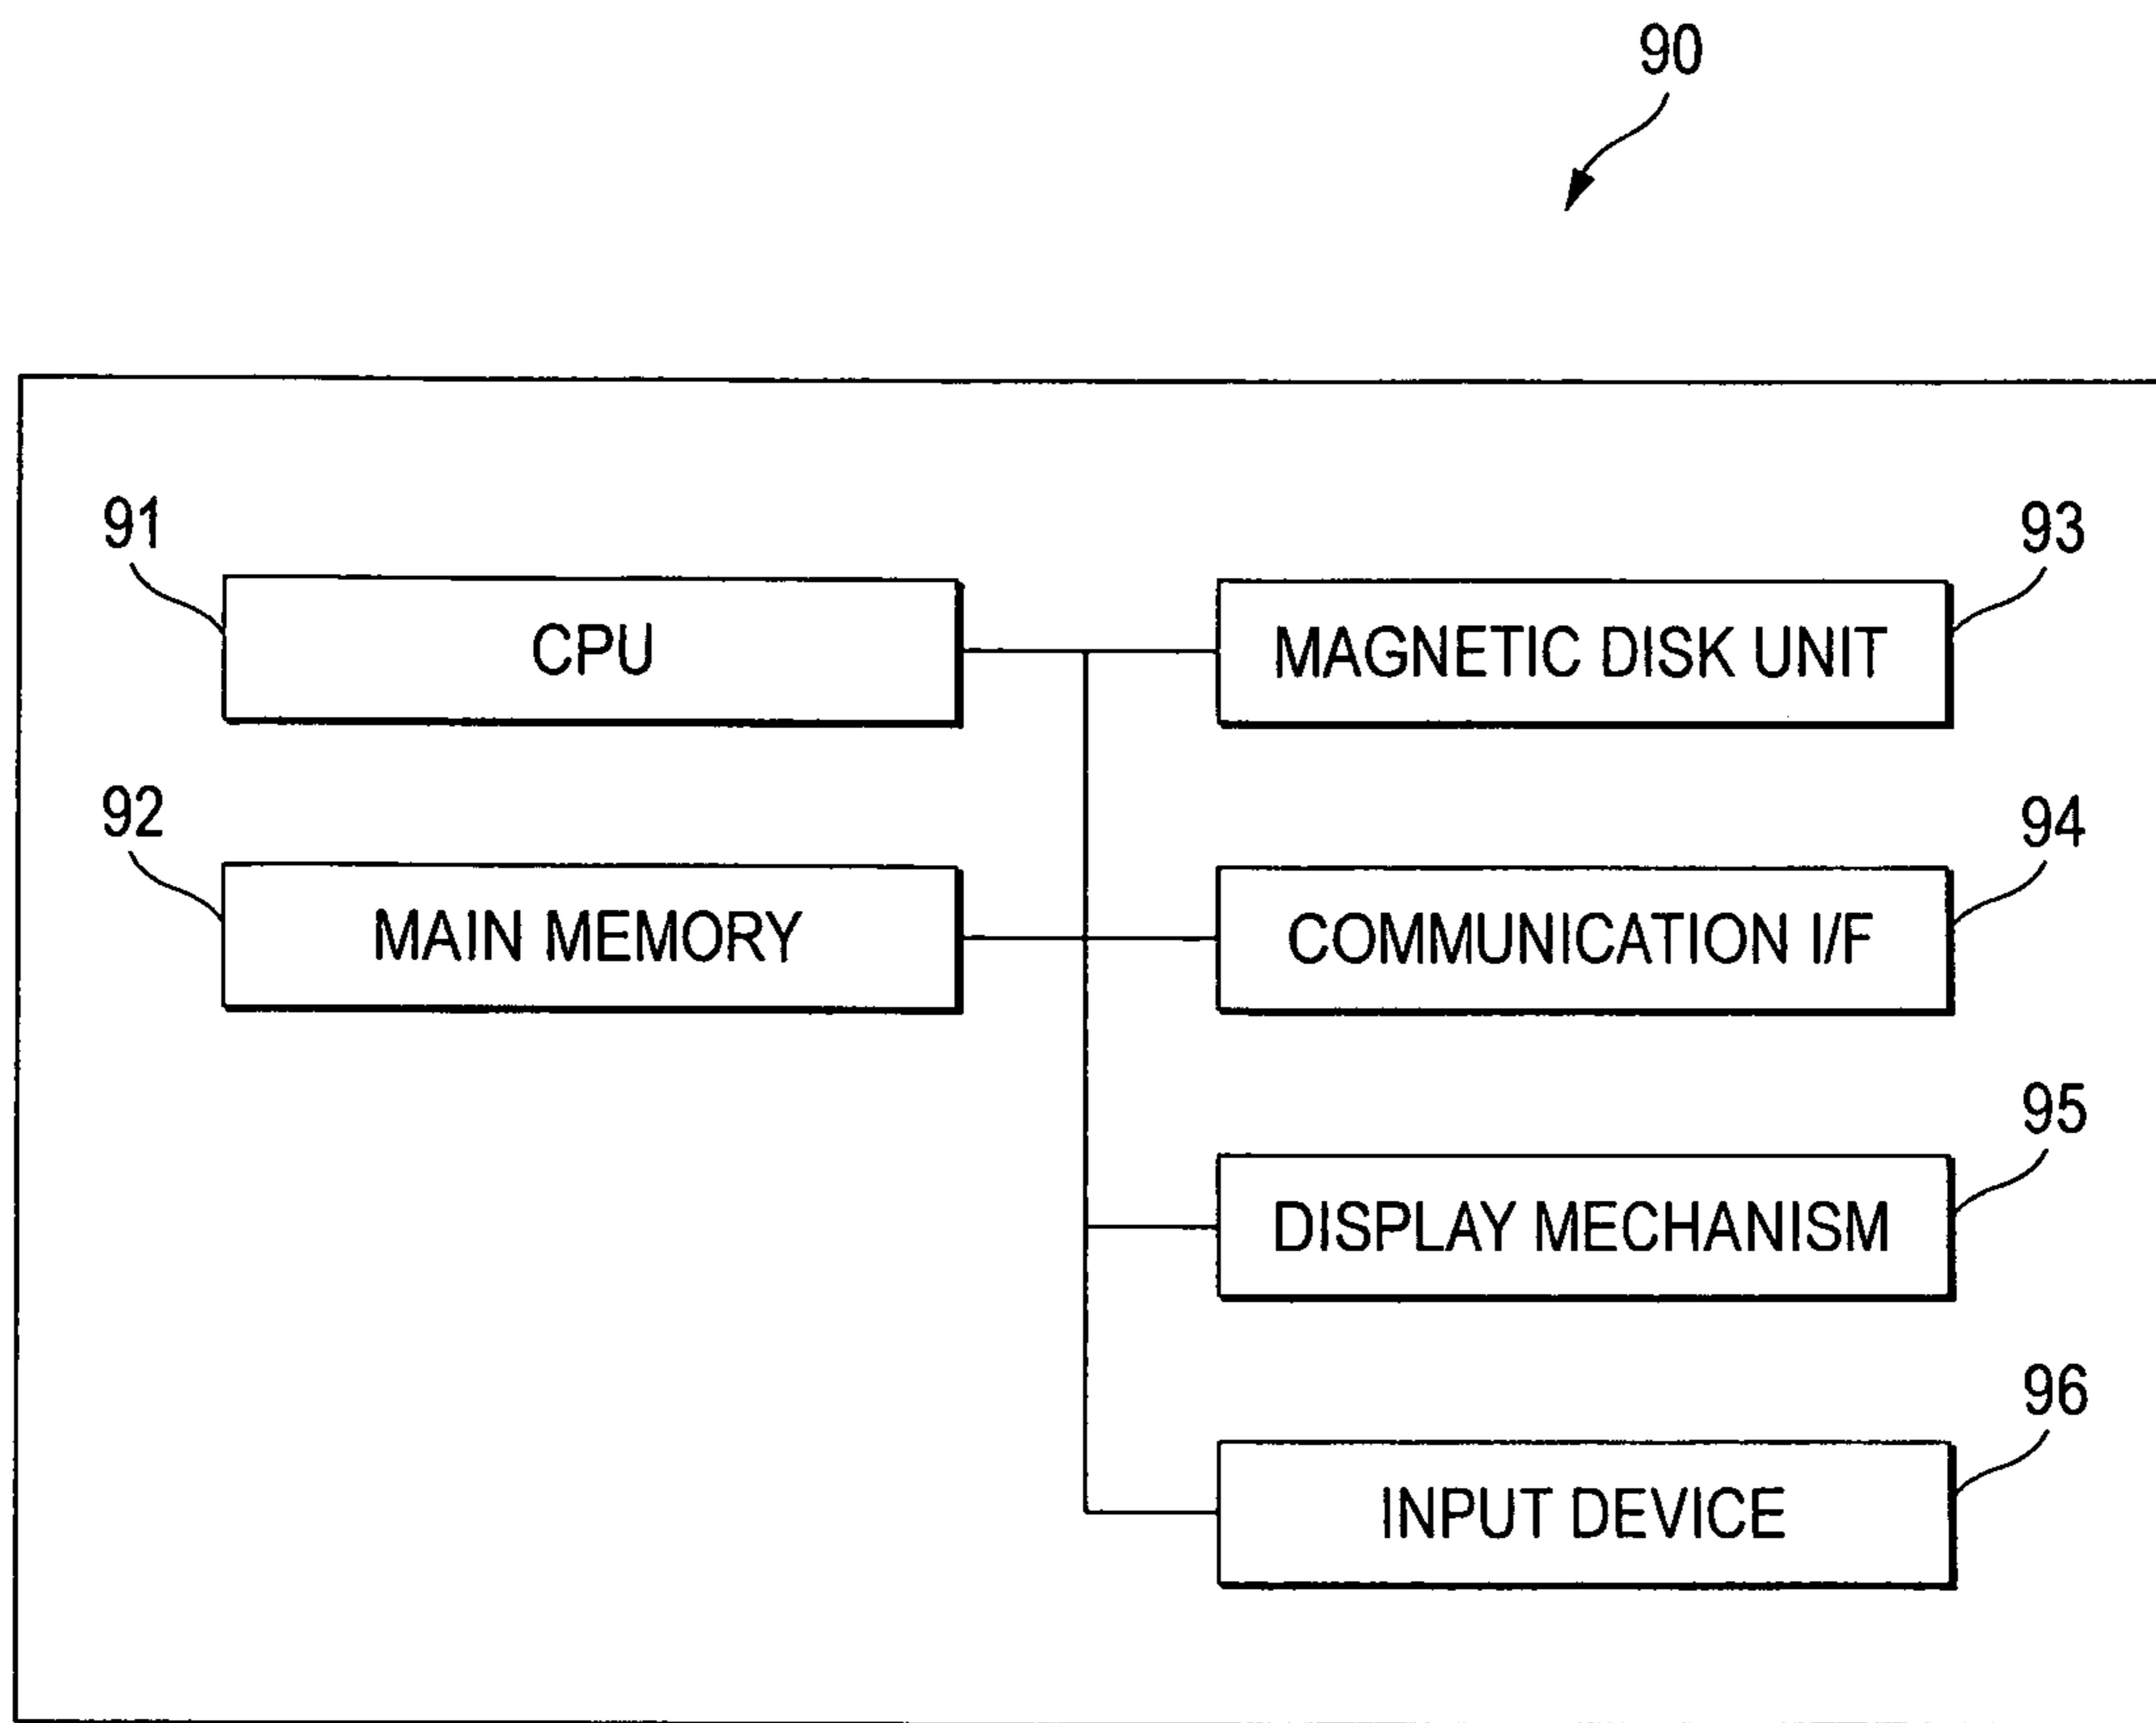 90
91
CPU
93
MAGNETIC DISK UNIT
92
MAIN MEMORY
94
COMMUNICATION I/F
95
DISPLAY MECHANISM
96
INPUT DEVICE